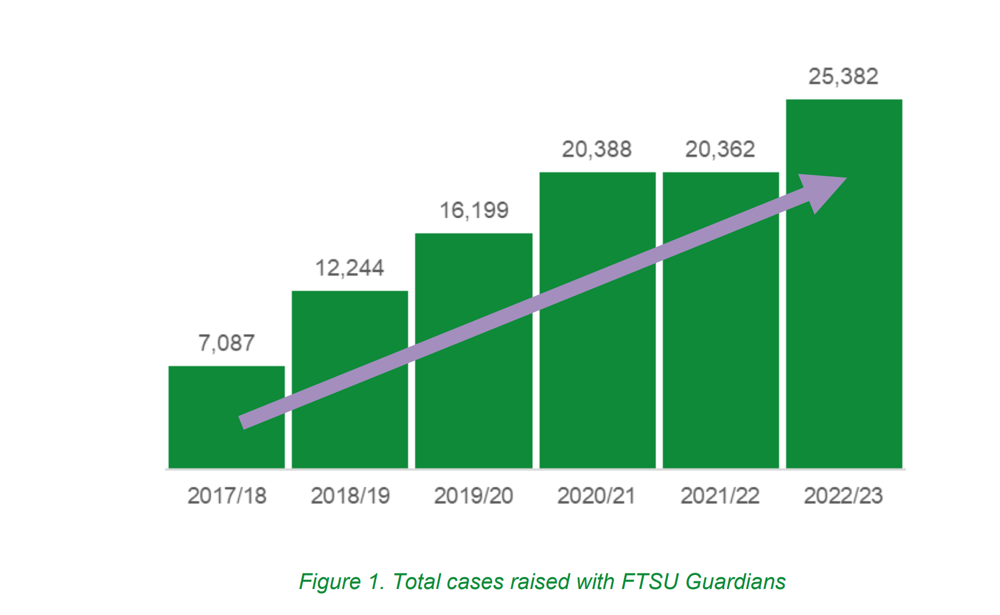 25,382
20,388 20,362
16,199
12,244
7,087
2017/18 2018/19 2019/20 2020/21 2021/22 2022/23
Figure 1. Total cases raised with FTSU Guardians